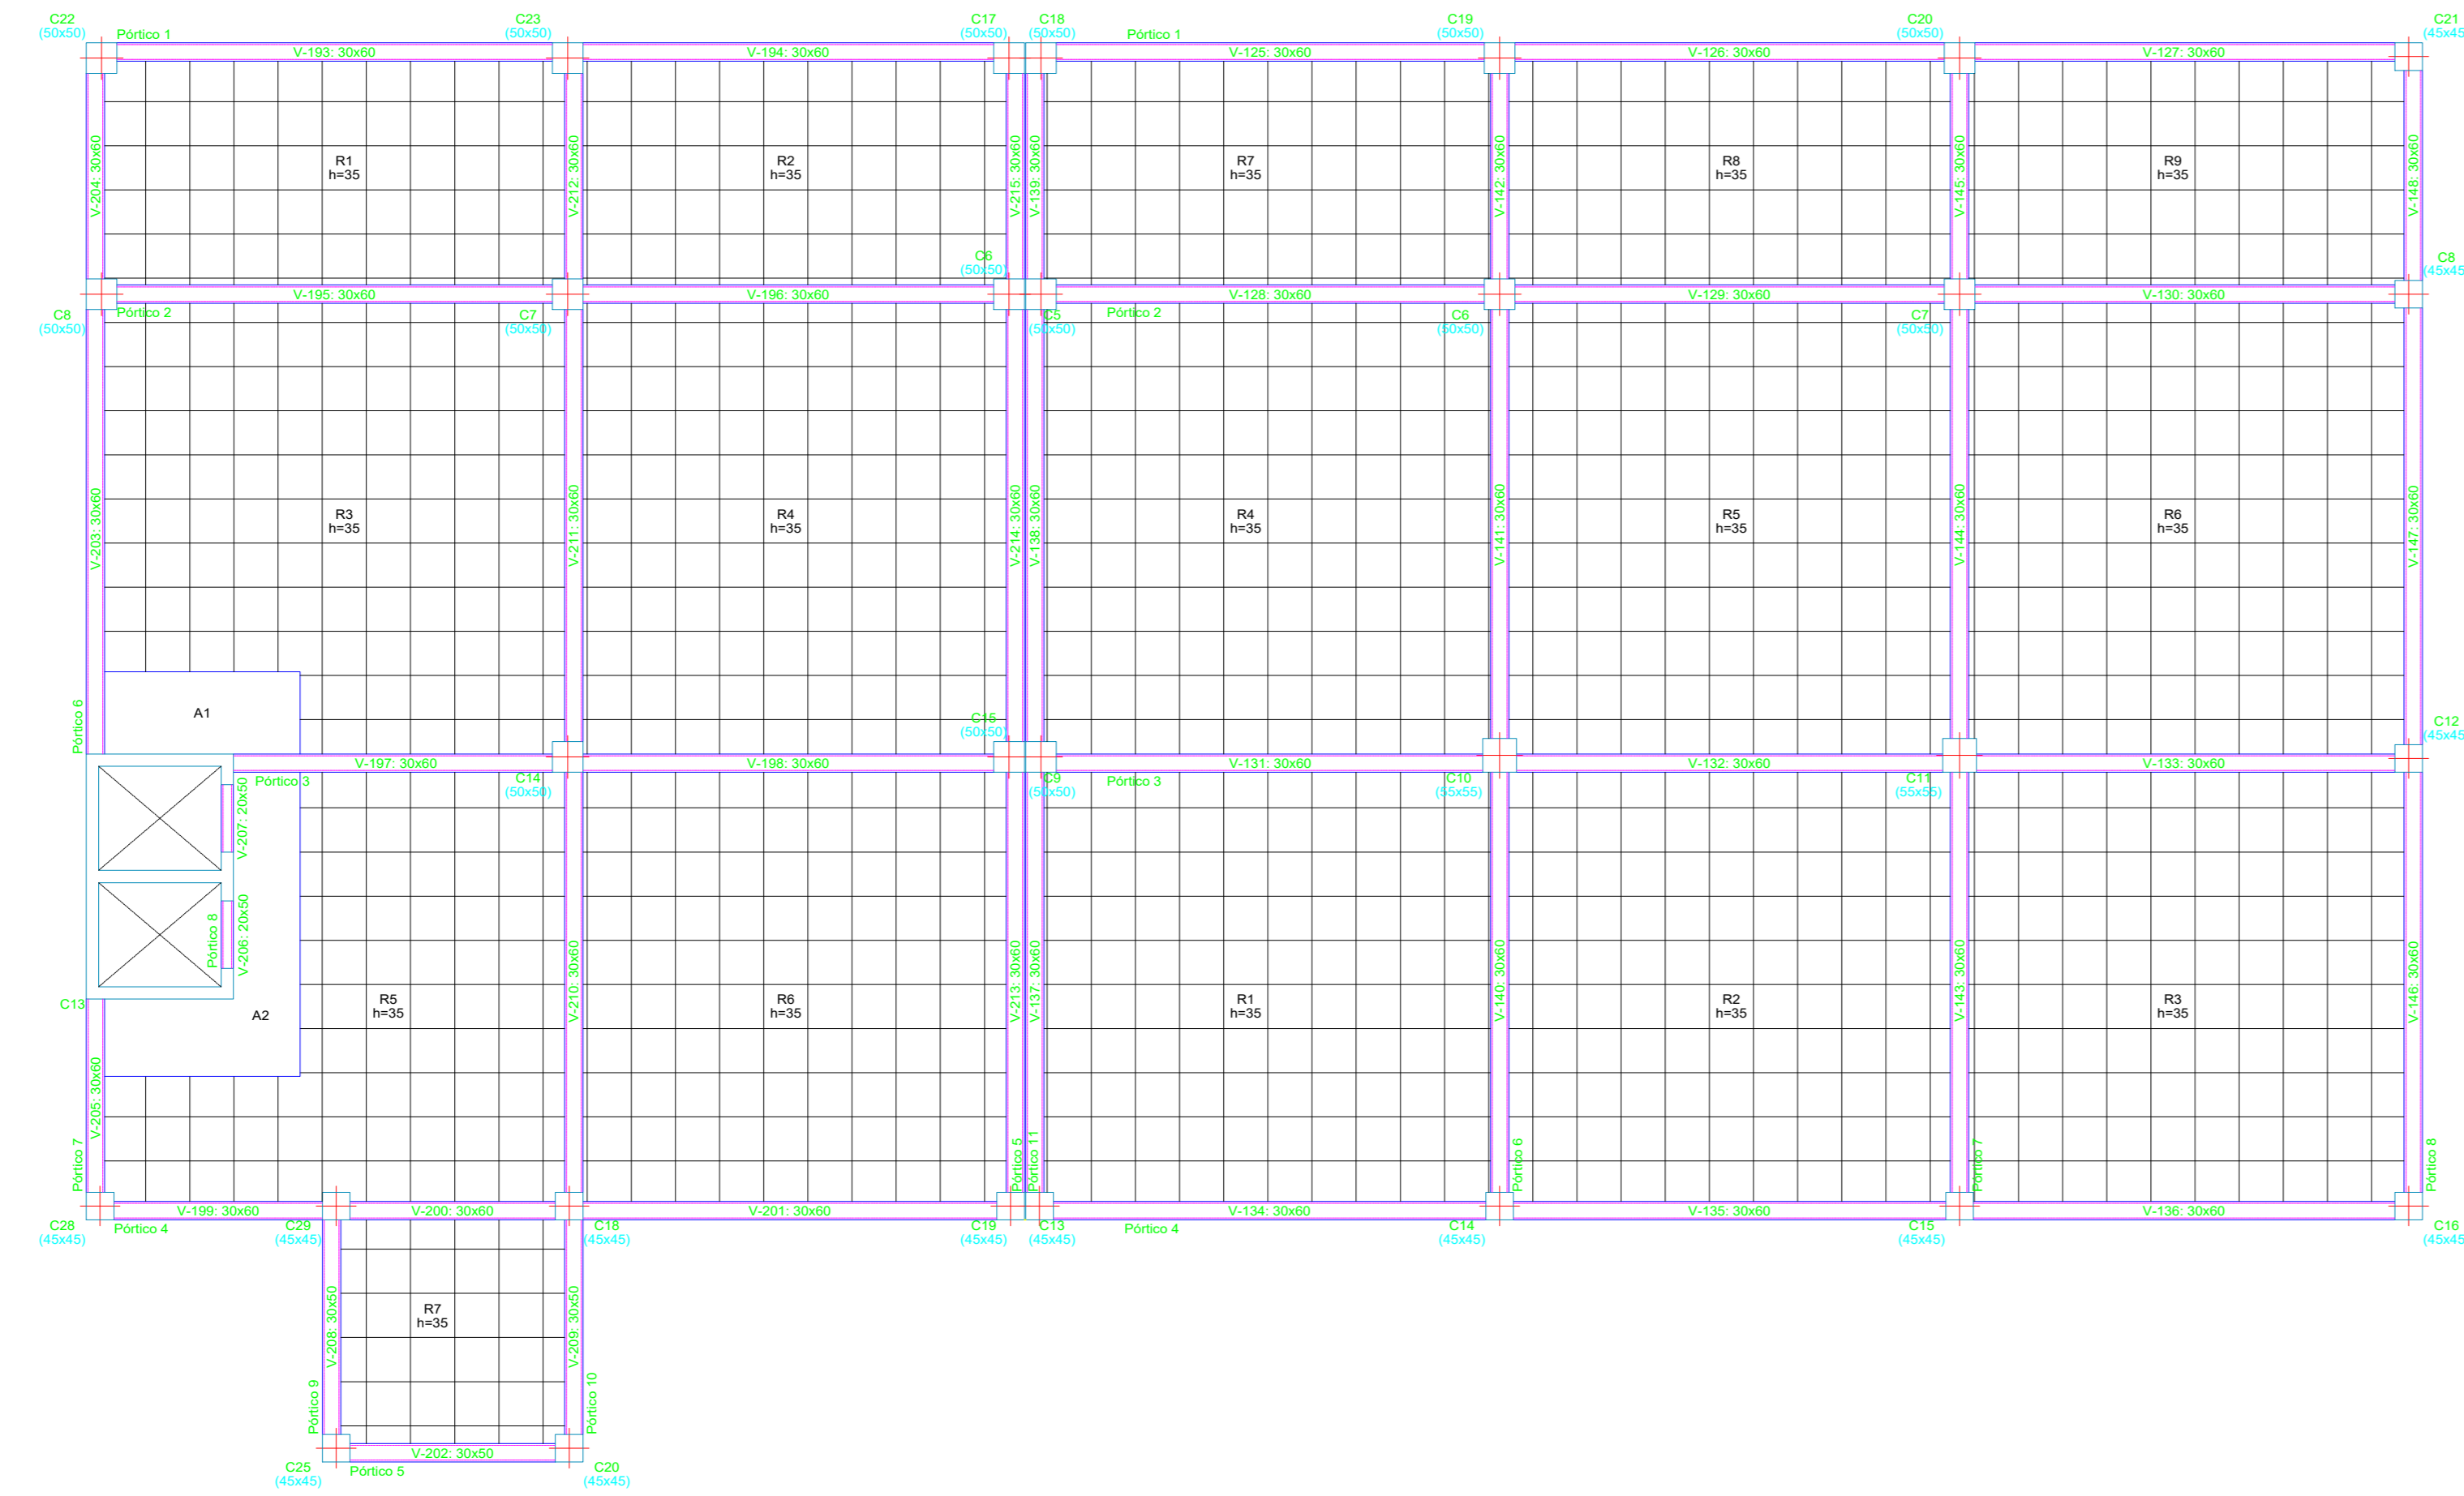 C22
(50x50)
C23
(50x50)
C17
(50x50)
C18
(50x50)
C19
(50x50)
C20
(50x50)
C21
(45x45
Pórtico 1
Pórtico 1
V-193: 30x60
V-194: 30x60
V-125: 30x60
V-126: 30x60
V-127: 30x60
V-204: 30x60
R1
h=35
V-212: 30x60
R2
h=35
V-215: 30x60
V-139: 30x60
R7
h=35
V-142: 30x60
R8
h=35
V-145: 30x60
R9
h=35
V-148: 30x60
C6
(50x50)
C8
(45x45
V-195: 30x60
V-196: 30x60
V-128: 30x60
V-129: 30x60
V-130: 30x60
C8
(50x50)
Pórtico 2
C7
(50x50)
C5
(50x50)
Pórtico 2
C6
(50x50)
C7
(50x50)
V-203: 30x60
R3
h=35
V-211: 30x60
R4
h=35
V-214: 30x60
V-138: 30x60
R4
h=35
V-141: 30x60
R5
h=35
V-144: 30x60
R6
h=35
V-147: 30x60
Pórtico 6
A1
C15
(50x50)
C12
(45x45
V-197: 30x60
V-198: 30x60
V-131: 30x60
V-132: 30x60
V-133: 30x60
Pórtico 3
C14
(50x50)
C9
(50x50)
Pórtico 3
C10
(55x55)
C11
(55x55)
V-207: 20x50
Pórtico 8
V-206: 20x50
C13
A2
R5
h=35
V-210: 30x60
R6
h=35
V-213: 30x60
V-137: 30x60
R1
h=35
V-140: 30x60
R2
h=35
V-143: 30x60
R3
h=35
V-146: 30x60
V-205: 30x60
Pórtico 7
Pórtico 5
Pórtico 11
Pórtico 6
Pórtico 7
Pórtico 8
V-199: 30x60
V-200: 30x60
V-201: 30x60
V-134: 30x60
V-135: 30x60
V-136: 30x60
C28
(45x45)
Pórtico 4
C29
(45x45)
C18
(45x45)
C19
(45x45)
C13
(45x45)
Pórtico 4
C14
(45x45)
C15
(45x45)
C16
(45x45
V-208: 30x50
R7
h=35
V-209: 30x50
Pórtico 9
Pórtico 10
V-202: 30x50
C25
(45x45)
Pórtico 5
C20
(45x45)